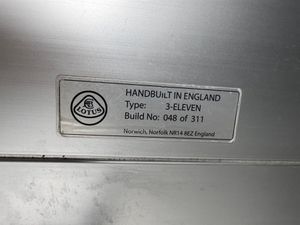 LOTUS
HANDBUILT IN ENGLAND
Type: 3-ELEVEN
Build No: 048 of 311
Norwich, Norfolk NR14 8EZ England